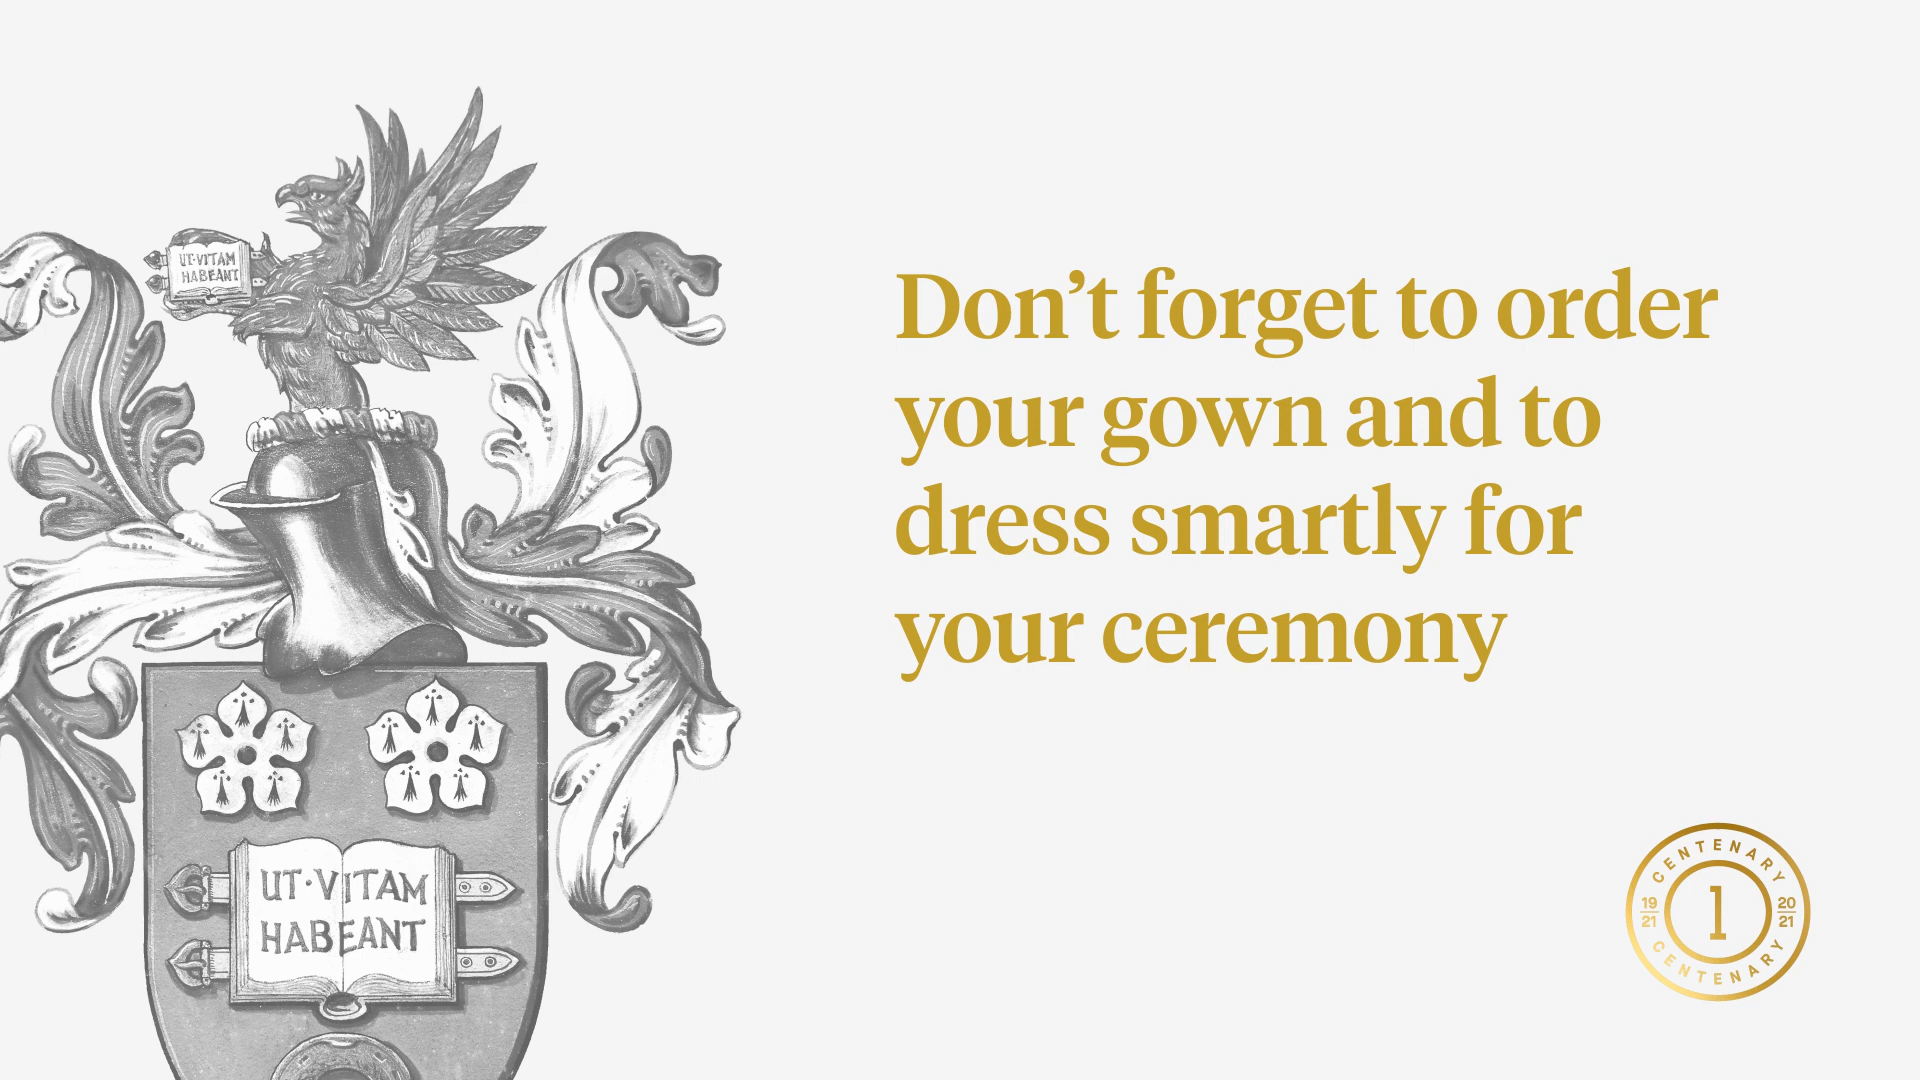 UT·VITAM
HABEANT
Don’t forget to order
your gown and to
dress smartly for
your ceremony
UT·VITAM
HABEANT
CENTENARY
19
21
1
20
21
CENTENARY